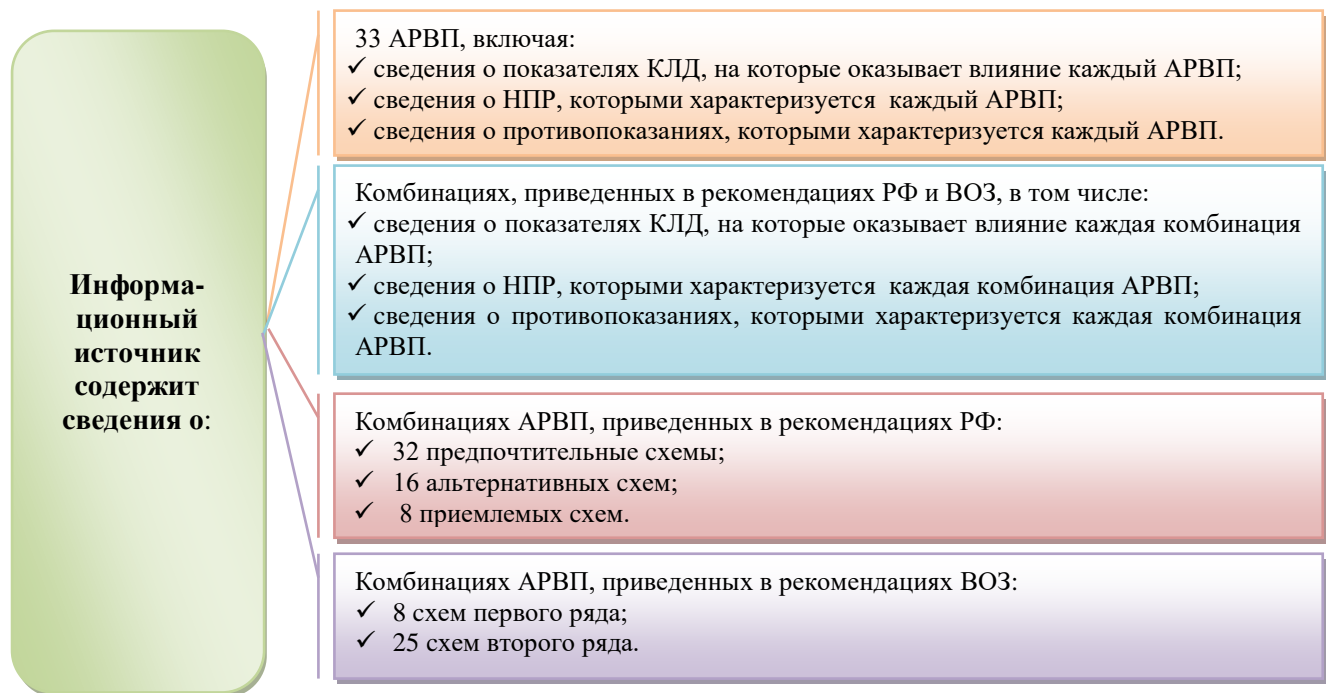 Информа-
ционный
источник
содержит
сведения о:
33 АРВП, включая:
✓ сведения о показателях КЛД, на которые оказывает влияние каждый АРВП;
✓ сведения о НПР, которыми характеризуется каждый АРВП;
✓ сведения о противопоказаниях, которыми характеризуется каждый АРВП.
Комбинациях, приведенных в рекомендациях РФ и ВОЗ, в том числе:
✓ сведения о показателях КЛД, на которые оказывает влияние каждая комбинация
АРВП;
✓ сведения о НПР, которыми характеризуется каждая комбинация АРВП;
✓ сведения о противопоказаниях, которыми характеризуется каждая комбинация
АРВП.
Комбинациях АРВП, приведенных в рекомендациях РФ:
✓ 32 предпочтительные схемы;
✓ 16 альтернативных схем;
✓ 8 приемлемых схем.
Комбинациях АРВП, приведенных в рекомендациях ВОЗ:
✓ 8 схем первого ряда;
✓ 25 схем второго ряда.